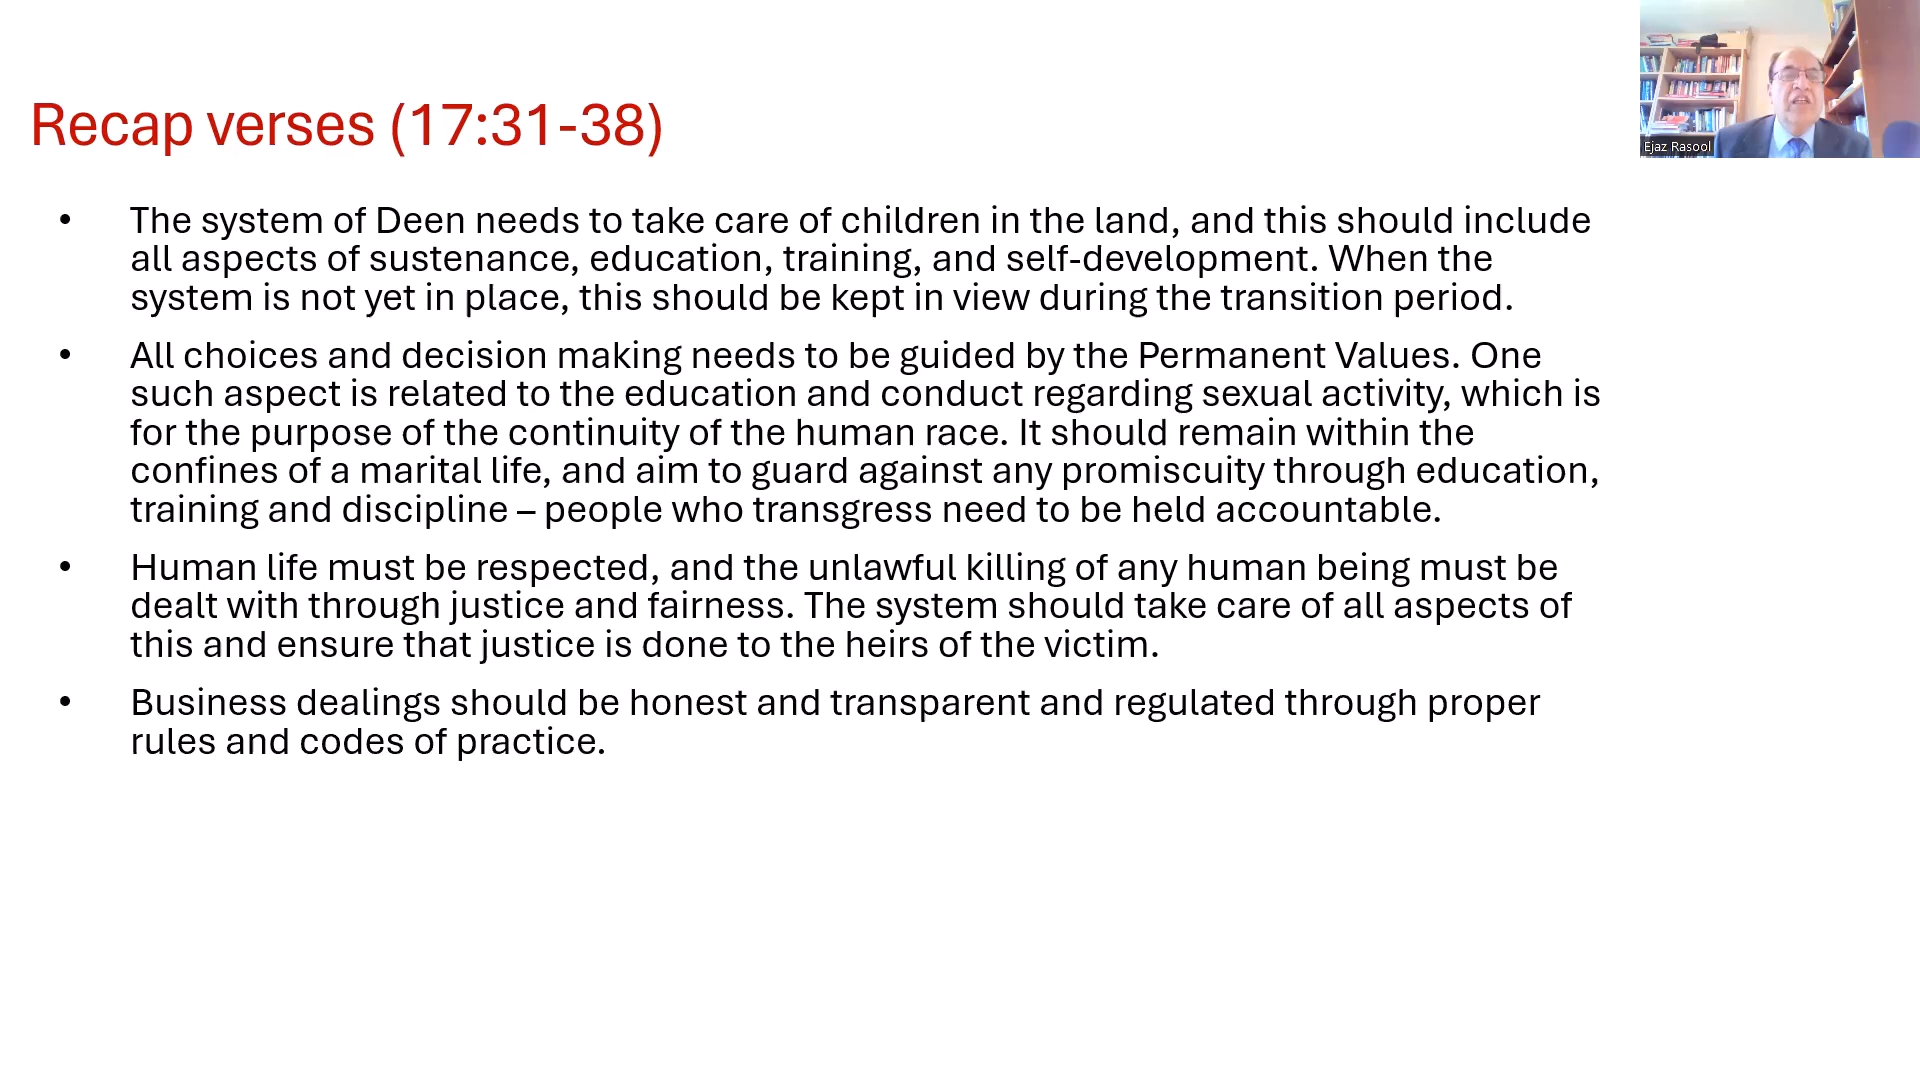 Recap verses (17:31-38)
Ejaz Rasool
• The system of Deen needs to take care of children in the land, and this should include
all aspects of sustenance, education, training, and self-development. When the
system is not yet in place, this should be kept in view during the transition period.
• All choices and decision making needs to be guided by the Permanent Values. One
such aspect is related to the education and conduct regarding sexual activity, which is
for the purpose of the continuity of the human race. It should remain within the
confines of a marital life, and aim to guard against any promiscuity through education,
training and discipline – people who transgress need to be held accountable.
• Human life must be respected, and the unlawful killing of any human being must be
dealt with through justice and fairness. The system should take care of all aspects of
this and ensure that justice is done to the heirs of the victim.
• Business dealings should be honest and transparent and regulated through proper
rules and codes of practice.